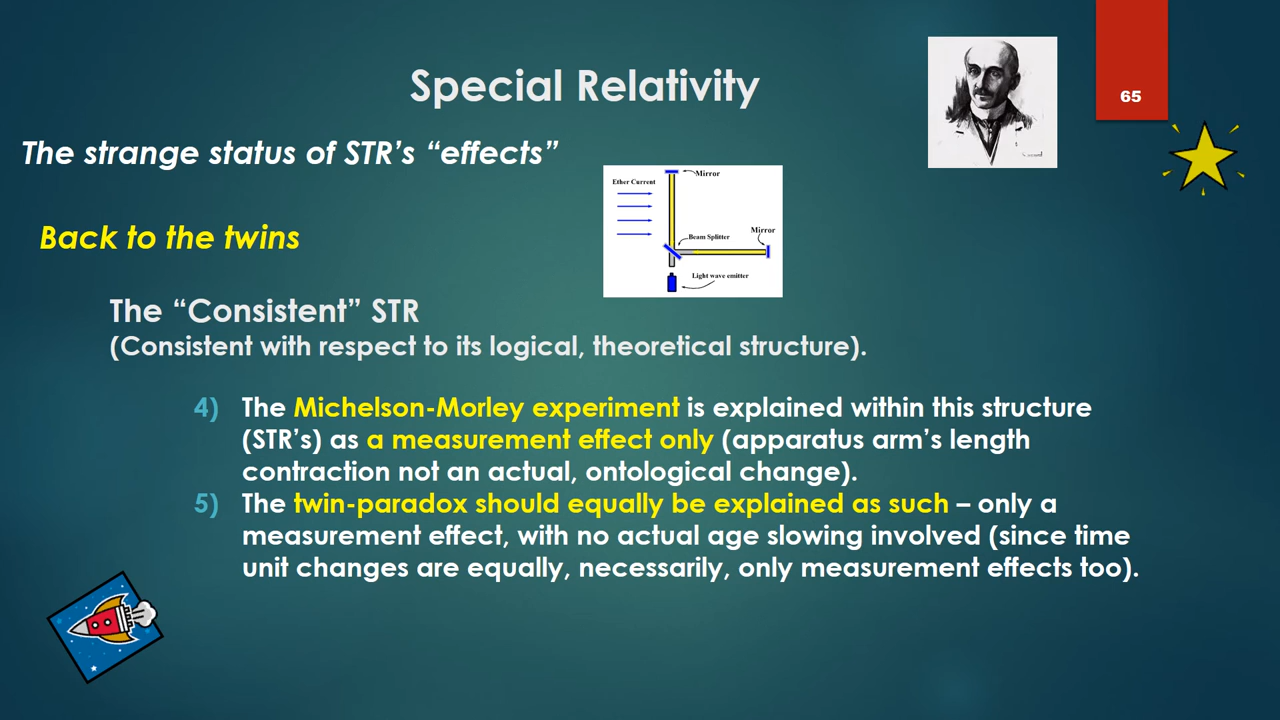 Special Relativity
65
The strange status of STR's “effects”
Mirror
Ether Current
Back to the twins
Mirror
Beam Splitter
Light wave emitter
The “Consistent” STR
(Consistent with respect to its logical, theoretical structure).
4) The Michelson-Morley experiment is explained within this structure
(STR's) as a measurement effect only (apparatus arm's length
contraction not an actual, ontological change).
5) The twin-paradox should equally be explained as such – only a
measurement effect, with no actual age slowing involved (since time
unit changes are equally, necessarily, only measurement effects too).